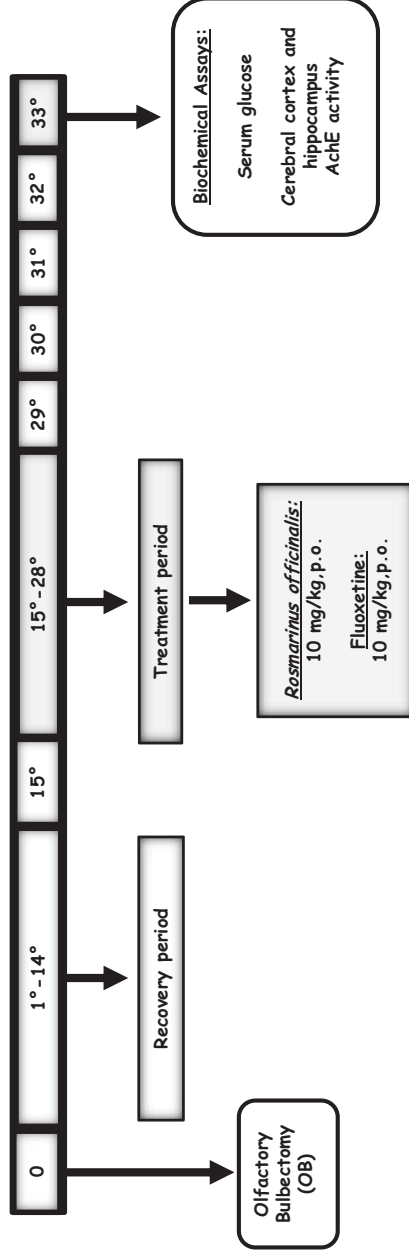 0
1°-14°
15°
15°-28°
29°
30°
31°
32°
33°
Olfactory
Bulbectomy
(OB)
Recovery period
Treatment period
Rosmarinus officinalis:
10 mg/kg,p.o.
Fluoxetine:
10 mg/kg,p.o.
Biochemical Assays:
Serum glucose
Cerebral cortex and
hippocampus
AchE activity